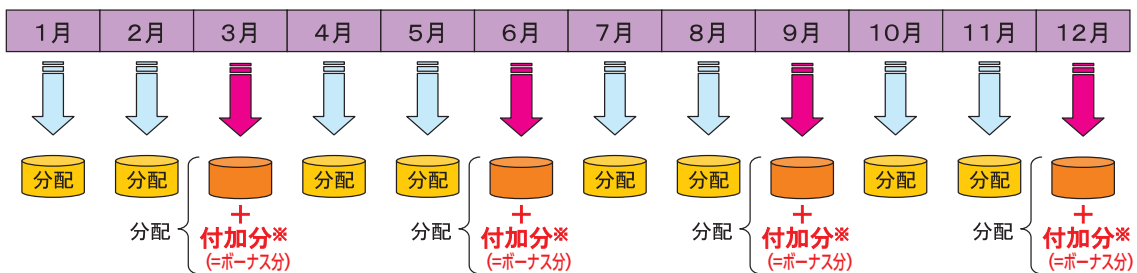 1月 2月 3月 4月 5月 6月 7月 8月 9月 10月 11月 12月
分配 分配 分配 分配 分配 分配 分配 分配
分配 分配 分配 分配
+ + + +
付加分※ 付加分※ 付加分※ 付加分※
(=ボーナス分) (=ボーナス分) (=ボーナス分) (=ボーナス分)